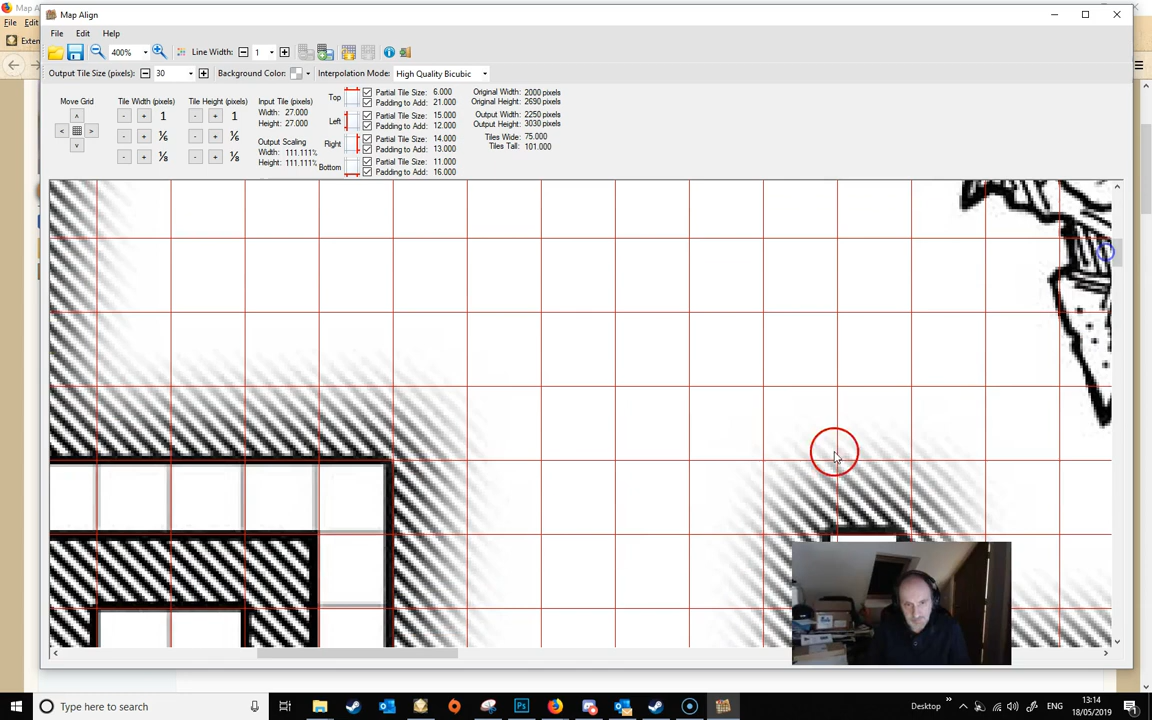 Map A
File Edit
Exten
Map Align
File Edit Help
400% Line Width: 1
Output Tile Size (pixels): 30 Background Color: Interpolation Mode: High Quality Bicubic
Move Grid
Tile Width (pixels)
- + 1
- + ⅙
- + ⅛
Tile Height (pixels)
- + 1
- + ⅙
- + ⅛
Input Tile (pixels)
Width: 27.000
Height: 27.000
Output Scaling
Width: 111.111%
Height: 111.111%
Top
Partial Tile Size: 6.000
Padding to Add: 21.000
Left
Partial Tile Size: 15.000
Padding to Add: 12.000
Right
Partial Tile Size: 14.000
Padding to Add: 13.000
Bottom
Partial Tile Size: 11.000
Padding to Add: 16.000
Original Width: 2000 pixels
Original Height: 2690 pixels
Output Width: 2250 pixels
Output Height: 3030 pixels
Tiles Wide: 75.000
Tiles Tall: 101.000
Type here to search
Desktop
ENG
13:14
18/05/2019